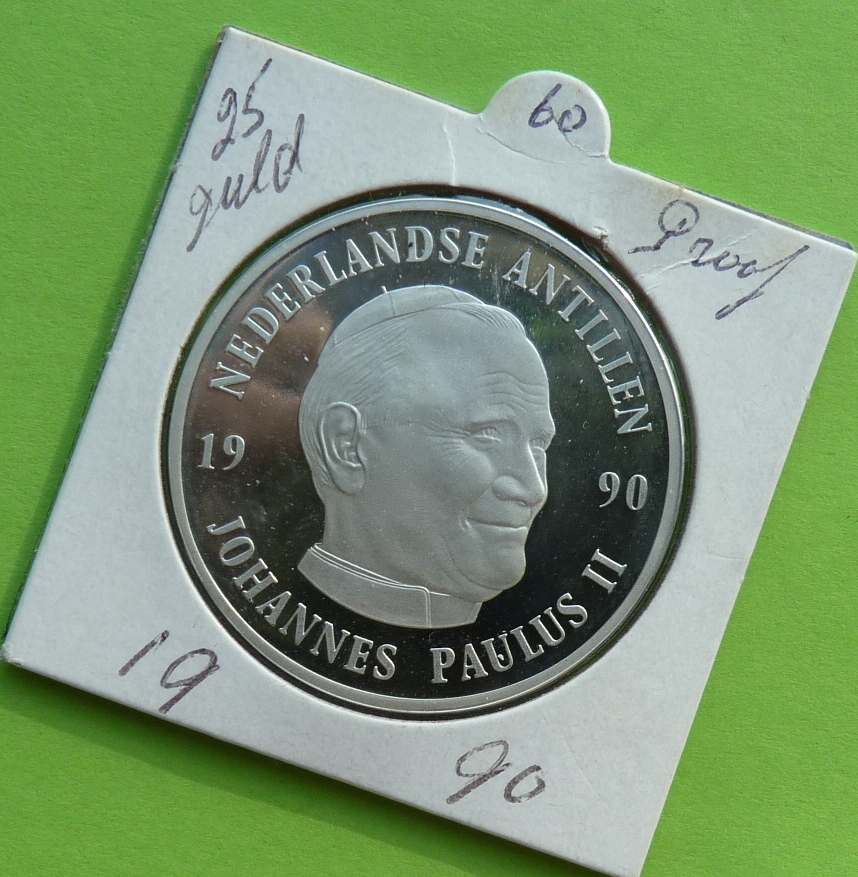 25
guld
60
Proof
NEDERLANDSE ANTILLEN
19 90
JOHANNES PAULUS II
19
90